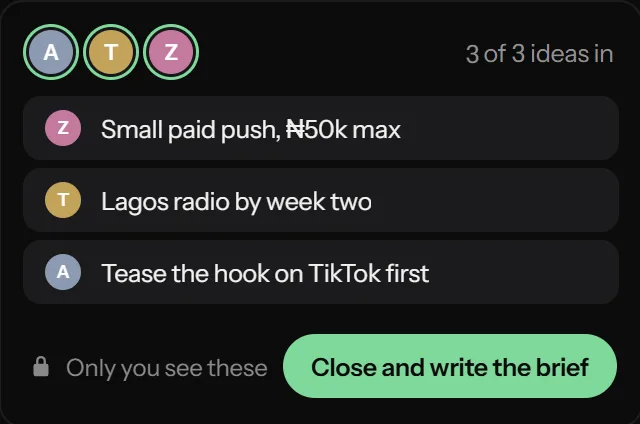 A T Z 3 of 3 ideas in
Z Small paid push, ₦50k max
T Lagos radio by week two
A Tease the hook on TikTok first
Only you see these Close and write the brief